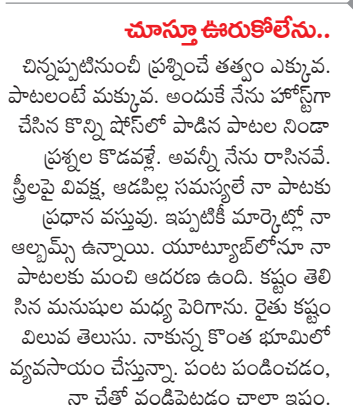 చూస్తూ ఊరుకోలేను..
చిన్నప్పటినుంచీ ప్రశ్నించే తత్వం ఎక్కువ.
పాటలంటే మక్కువ. అందుకే నేను హోస్ట్‌గా
చేసిన కొన్ని షోస్‌లో పాడిన పాటల నిండా
ప్రశ్నల కొడవళ్లే. అవన్నీ నేను రాసినవే.
స్త్రీలపై వివక్ష, ఆడపిల్ల సమస్యలే నా పాటకు
ప్రధాన వస్తువు. ఇప్పటికీ మార్కెట్లో నా
ఆల్బమ్స్ ఉన్నాయి. యూట్యూబ్‌లోనూ నా
పాటలకు మంచి ఆదరణ ఉంది. కష్టం తెలి
సిన మనుషుల మధ్య పెరిగాను. రైతు కష్టం
విలువ తెలుసు. నాకున్న కొంత భూమిలో
వ్యవసాయం చేస్తున్నా. పంట పండించడం,
నా చేత్తో వండిపెట్టడం చాలా ఇష్టం.